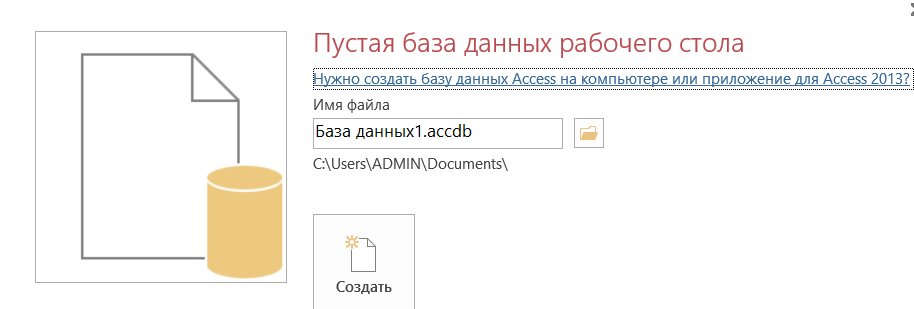 Пустая база данных рабочего стола
Нужно создать базу данных Access на компьютере или приложение для Access 2013?
Имя файла
База данных1.accdb
C:\Users\ADMIN\Documents\
Создать